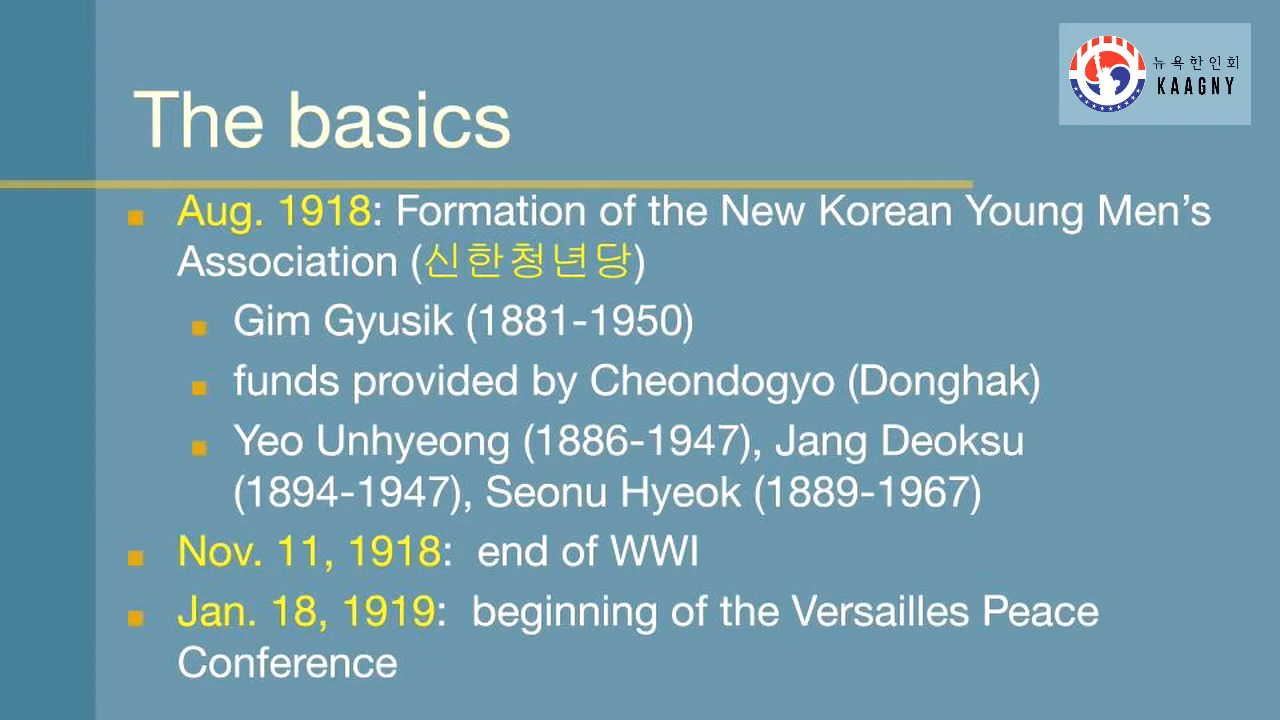 뉴욕한인회
KAAGNY
The basics
Aug. 1918: Formation of the New Korean Young Men’s
Association (신한청년당)
Gim Gyusik (1881-1950)
funds provided by Cheondogyo (Donghak)
Yeo Unhyeong (1886-1947), Jang Deoksu
(1894-1947), Seonu Hyeok (1889-1967)
Nov. 11, 1918:  end of WWI
Jan. 18, 1919:  beginning of the Versailles Peace
Conference